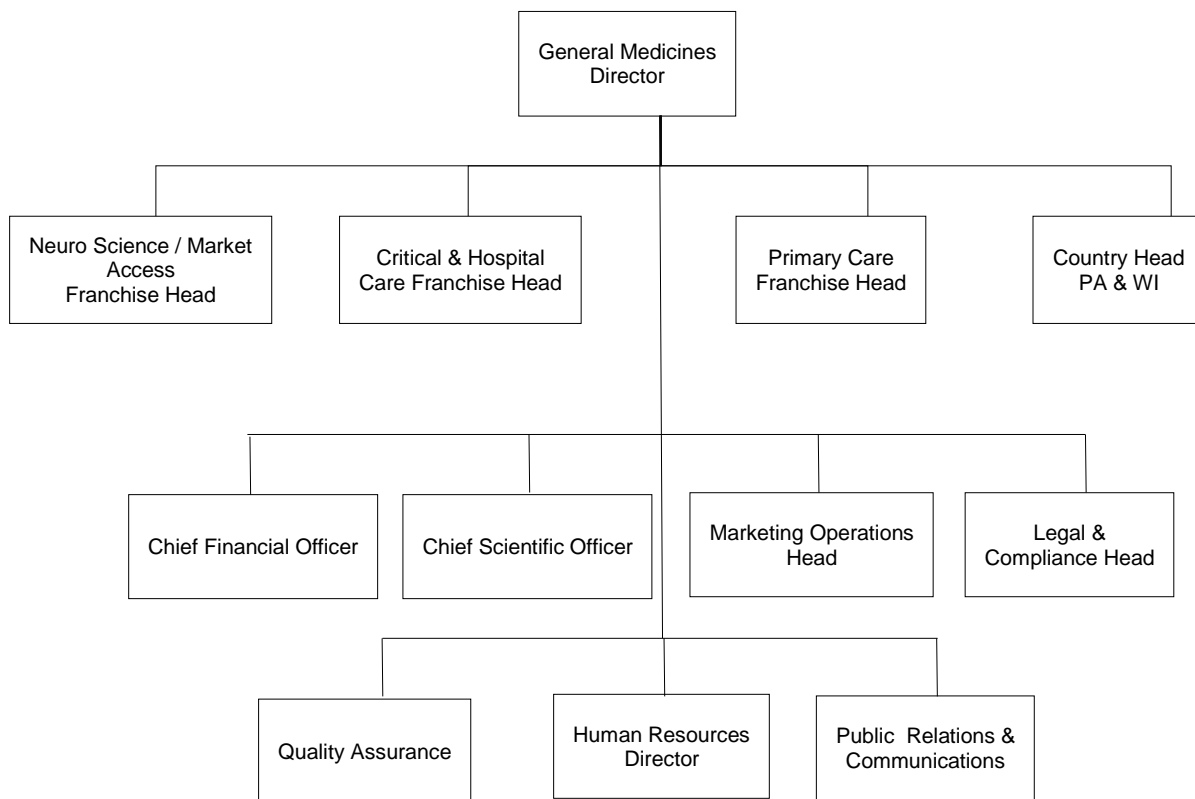 General Medicines
Director
Neuro Science / Market
Access
Franchise Head
Critical & Hospital
Care Franchise Head
Primary Care
Franchise Head
Country Head
PA & WI
Chief Financial Officer
Chief Scientific Officer
Marketing Operations
Head
Legal &
Compliance Head
Quality Assurance
Human Resources
Director
Public  Relations &
Communications